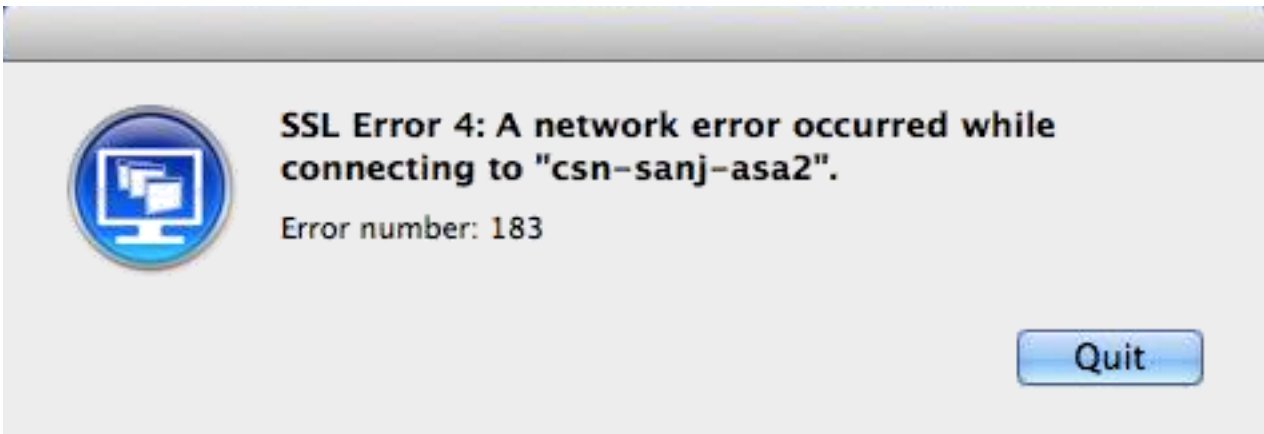 SSL Error 4: A network error occurred while
connecting to "csn-sanj-asa2".
Error number: 183
Quit